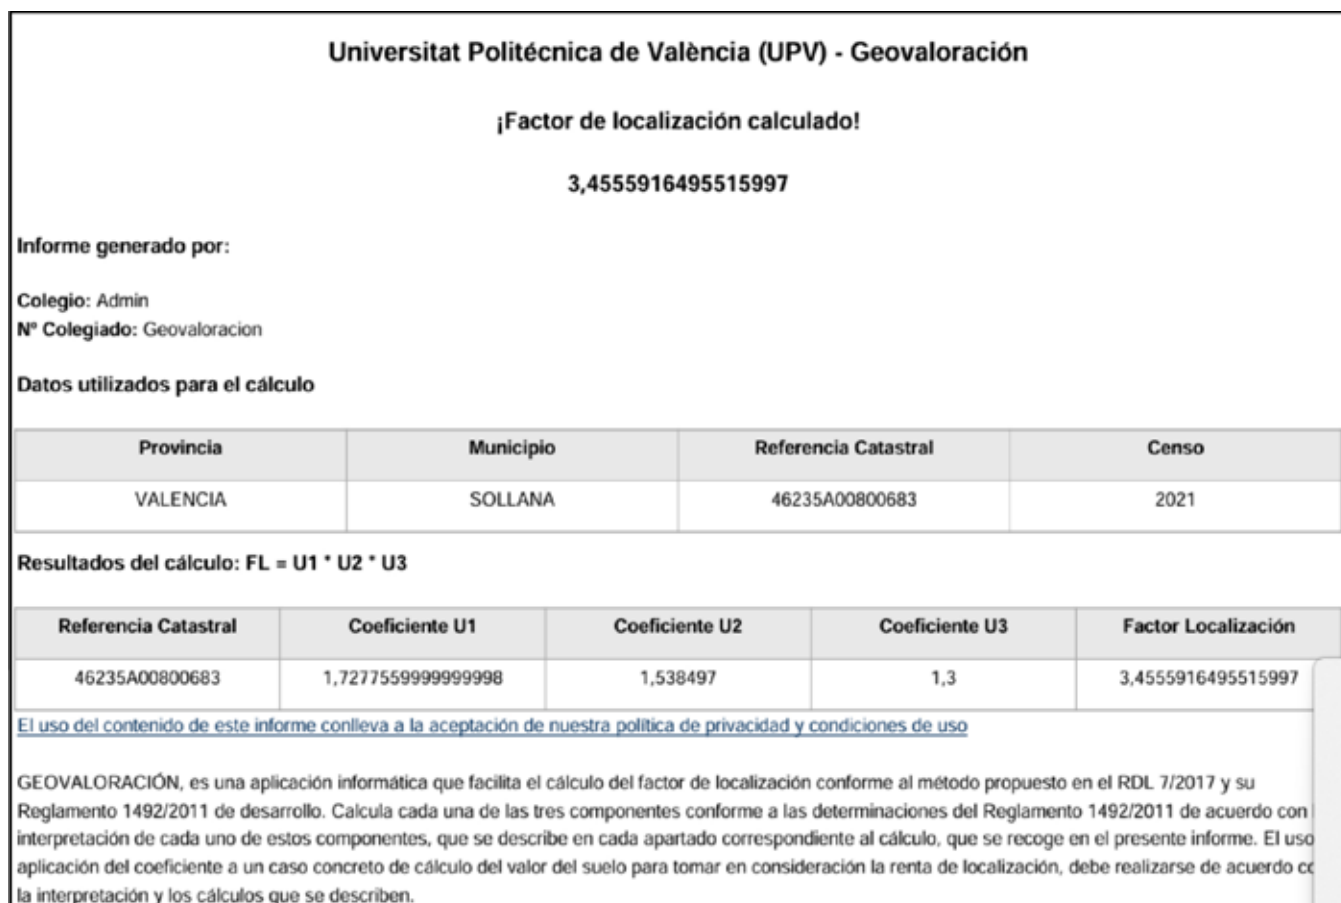 Universitat Politécnica de València (UPV) - Geovaloración
¡Factor de localización calculado!
3,4555916495515997
Informe generado por:
Colegio: Admin
Nº Colegiado: Geovaloracion
Datos utilizados para el cálculo
Provincia Municipio Referencia Catastral Censo
VALENCIA SOLLANA 46235A00800683 2021
Resultados del cálculo: FL = U1 * U2 * U3
Referencia Catastral Coeficiente U1 Coeficiente U2 Coeficiente U3 Factor Localización
46235A00800683 1,7277559999999998 1,538497 1,3 3,4555916495515997
El uso del contenido de este informe conlleva a la aceptación de nuestra política de privacidad y condiciones de uso
GEOVALORACIÓN, es una aplicación informática que facilita el cálculo del factor de localización conforme al método propuesto en el RDL 7/2017 y su
Reglamento 1492/2011 de desarrollo. Calcula cada una de las tres componentes conforme a las determinaciones del Reglamento 1492/2011 de acuerdo con
interpretación de cada uno de estos componentes, que se describe en cada apartado correspondiente al cálculo, que se recoge en el presente informe. El uso
aplicación del coeficiente a un caso concreto de cálculo del valor del suelo para tomar en consideración la renta de localización, debe realizarse de acuerdo
la interpretación y los cálculos que se describen.